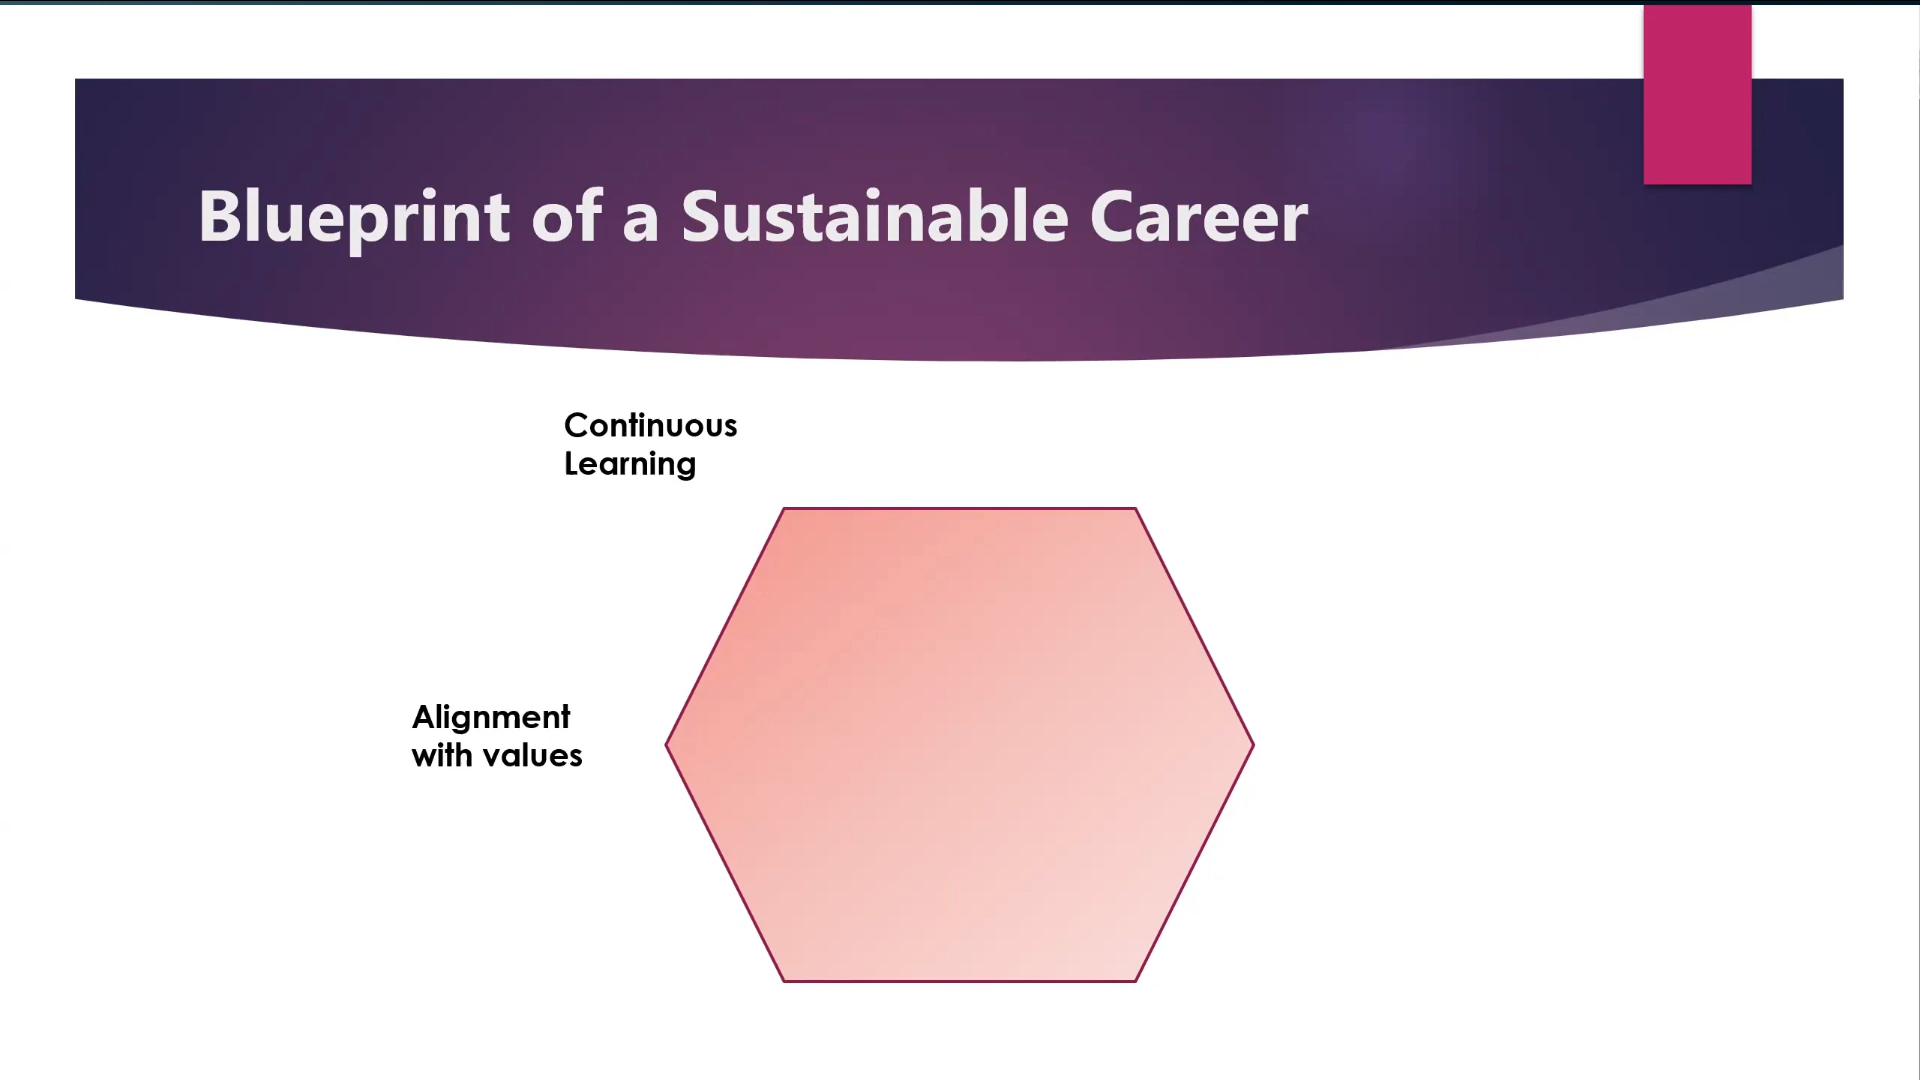 Blueprint of a Sustainable Career
Continuous
Learning
Alignment
with values